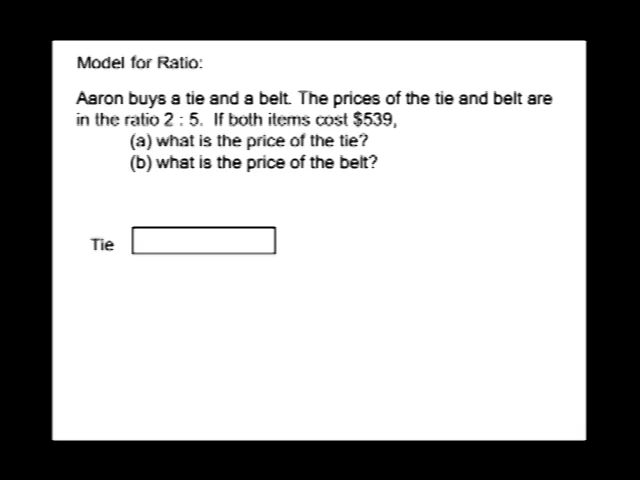 Model for Ratio:
Aaron buys a tie and a belt. The prices of the tie and belt are
in the ratio 2 : 5. If both items cost $539,
(a) what is the price of the tie?
(b) what is the price of the belt?
Tie